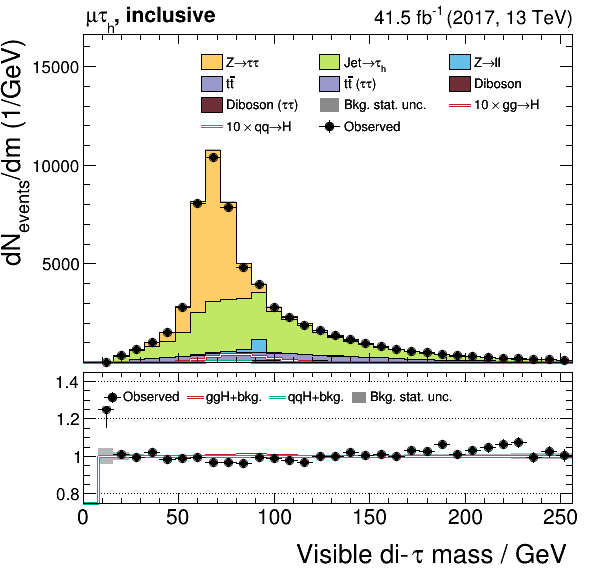 μτh, inclusive 41.5 fb⁻¹ (2017, 13 TeV)
dN_events/dm (1/GeV)
15000
10000
5000
Z→ττ Jet→τh Z→ll
tt̄ tt̄ (ττ) Diboson
Diboson (ττ) Bkg. stat. unc. 10 × gg→H
10 × qq→H Observed
1.4
1.2
1
0.8
Observed ggH+bkg. qqH+bkg. Bkg. stat. unc.
0 50 100 150 200 250
Visible di-τ mass / GeV